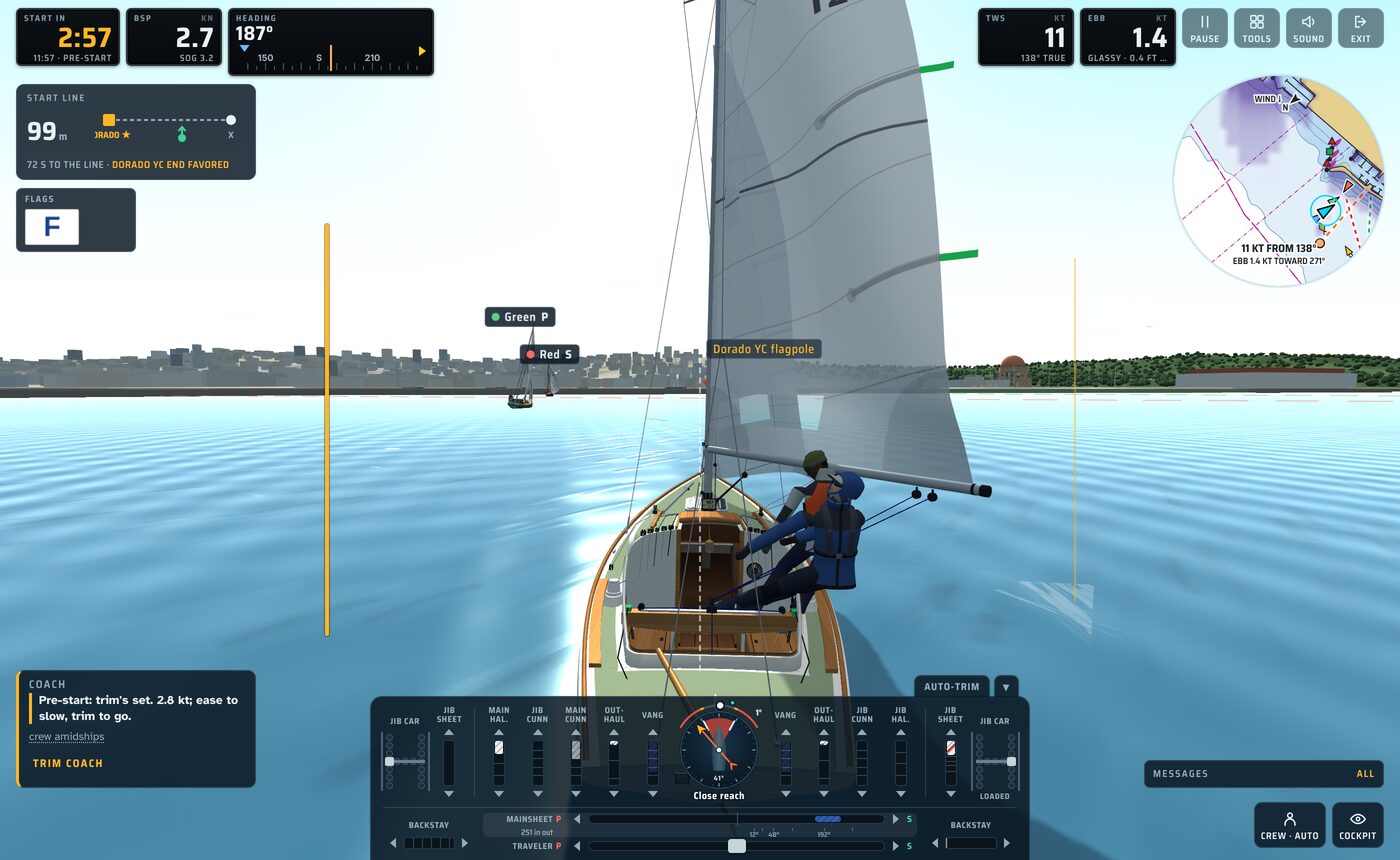 START IN
2:57
11:57 · PRE-START
BSP KN
2.7
SOG 3.2
HEADING
187°
150 S 210
TWS KT
11
138° TRUE
EBB KT
1.4
GLASSY · 0.4 FT ...
PAUSE
TOOLS
SOUND
EXIT
START LINE
99 m
ORADO ★ X
72 S TO THE LINE · DORADO YC END FAVORED
FLAGS
F
WIND
N
11 KT FROM 138°
EBB 1.4 KT TOWARD 271°
12
Green P
Red S
Dorado YC flagpole
COACH
Pre-start: trim's set. 2.8 kt; ease to
slow, trim to go.
crew amidships
TRIM COACH
AUTO-TRIM ▼
JIB CAR
JIB SHEET
MAIN HAL.
JIB CUNN
MAIN CUNN
OUT-HAUL
VANG
1°
41°
Close reach
VANG
OUT-HAUL
JIB CUNN
JIB HAL.
JIB SHEET
JIB CAR
LOADED
BACKSTAY
MAINSHEET P S
251 in out
12" 48" 192"
TRAVELER P S
BACKSTAY
MESSAGES ALL
CREW · AUTO
COCKPIT